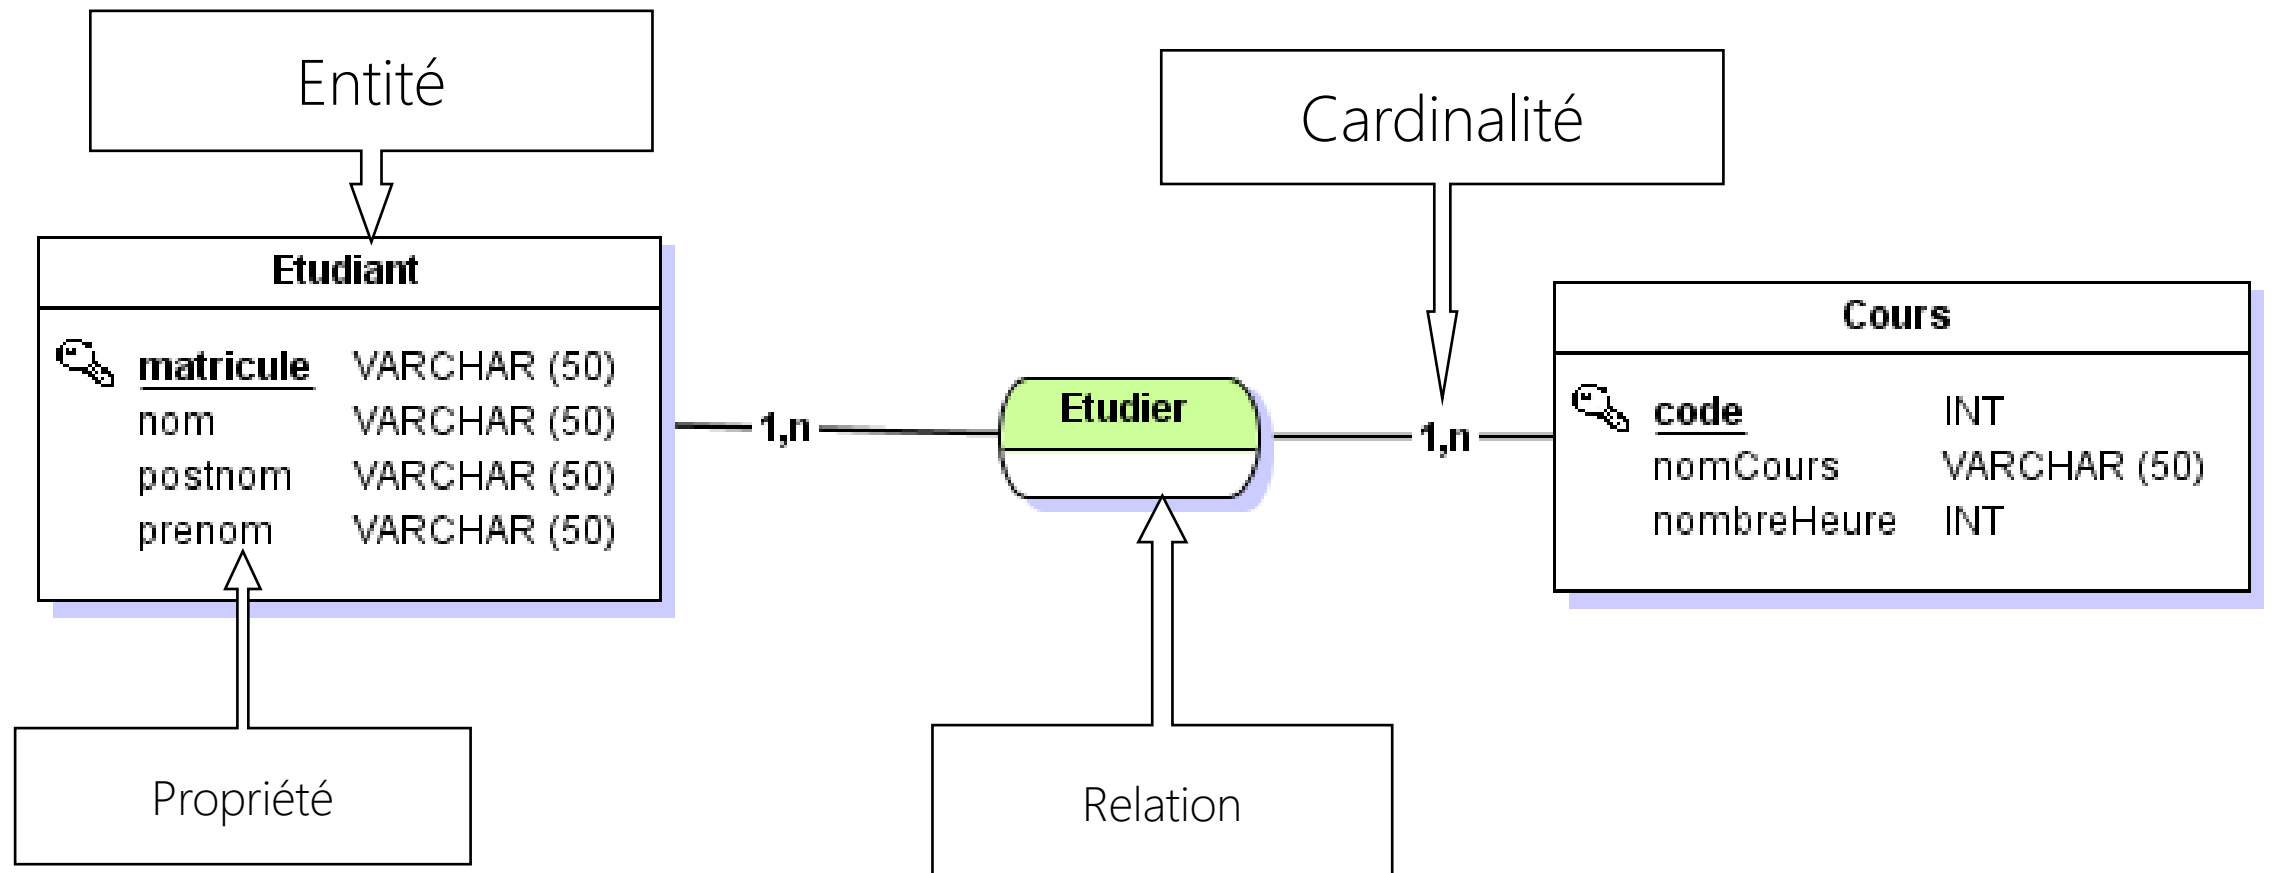 Entité
Cardinalité
Etudiant
matricule VARCHAR (50)
nom VARCHAR (50)
postnom VARCHAR (50)
prenom VARCHAR (50)
1,n
Etudier
1,n
Cours
code INT
nomCours VARCHAR (50)
nombreHeure INT
Propriété
Relation